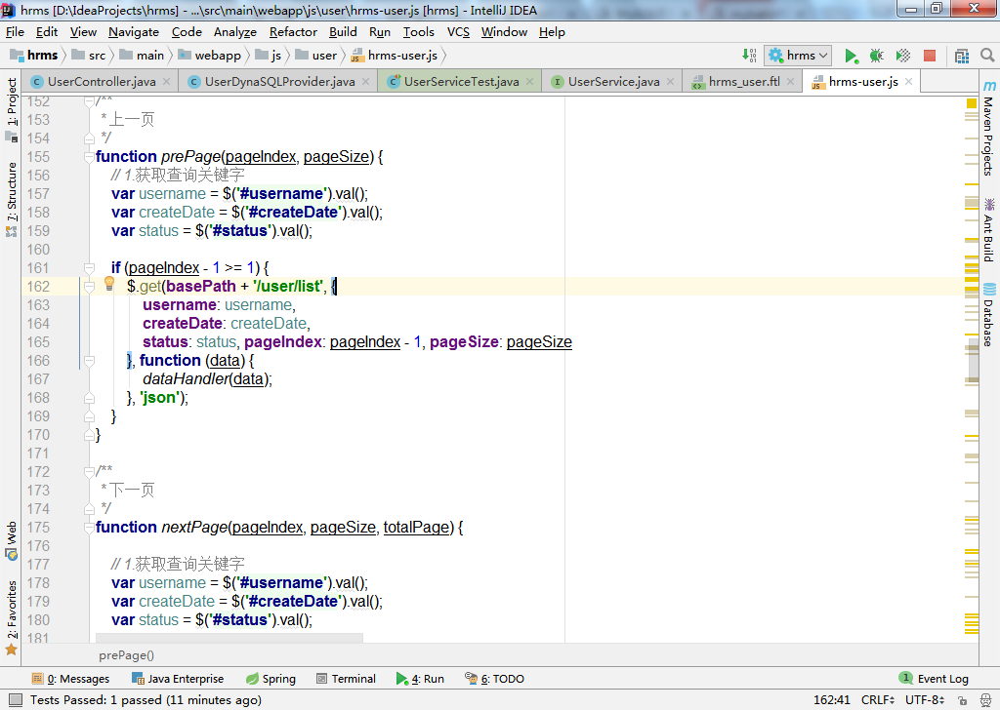 hrms [D:\IdeaProjects\hrms] - ...\src\main\webapp\js\user\hrms-user.js [hrms] - IntelliJ IDEA
File Edit View Navigate Code Analyze Refactor Build Run Tools VCS Window Help
hrms src main webapp js user hrms-user.js hrms
UserController.java UserDynaSQLProvider.java UserServiceTest.java UserService.java hrms_user.ftl hrms-user.js
1: Project
7: Structure
Web
2: Favorites
152 /**
153 * 上一页
154 */
155 function prePage(pageIndex, pageSize) {
156 // 1.获取查询关键字
157 var username = $('#username').val();
158 var createDate = $('#createDate').val();
159 var status = $('#status').val();
160
161 if (pageIndex - 1 >= 1) {
162 $.get(basePath + '/user/list', {
163 username: username,
164 createDate: createDate,
165 status: status, pageIndex: pageIndex - 1, pageSize: pageSize
166 }, function (data) {
167 dataHandler(data);
168 }, 'json');
169 }
170 }
171
172 /**
173 * 下一页
174 */
175 function nextPage(pageIndex, pageSize, totalPage) {
176
177 // 1.获取查询关键字
178 var username = $('#username').val();
179 var createDate = $('#createDate').val();
180 var status = $('#status').val();
181
m Maven Projects
Ant Build
Database
prePage()
0: Messages Java Enterprise Spring Terminal 4: Run 6: TODO 1 Event Log
Tests Passed: 1 passed (11 minutes ago) 162:41 CRLF UTF-8